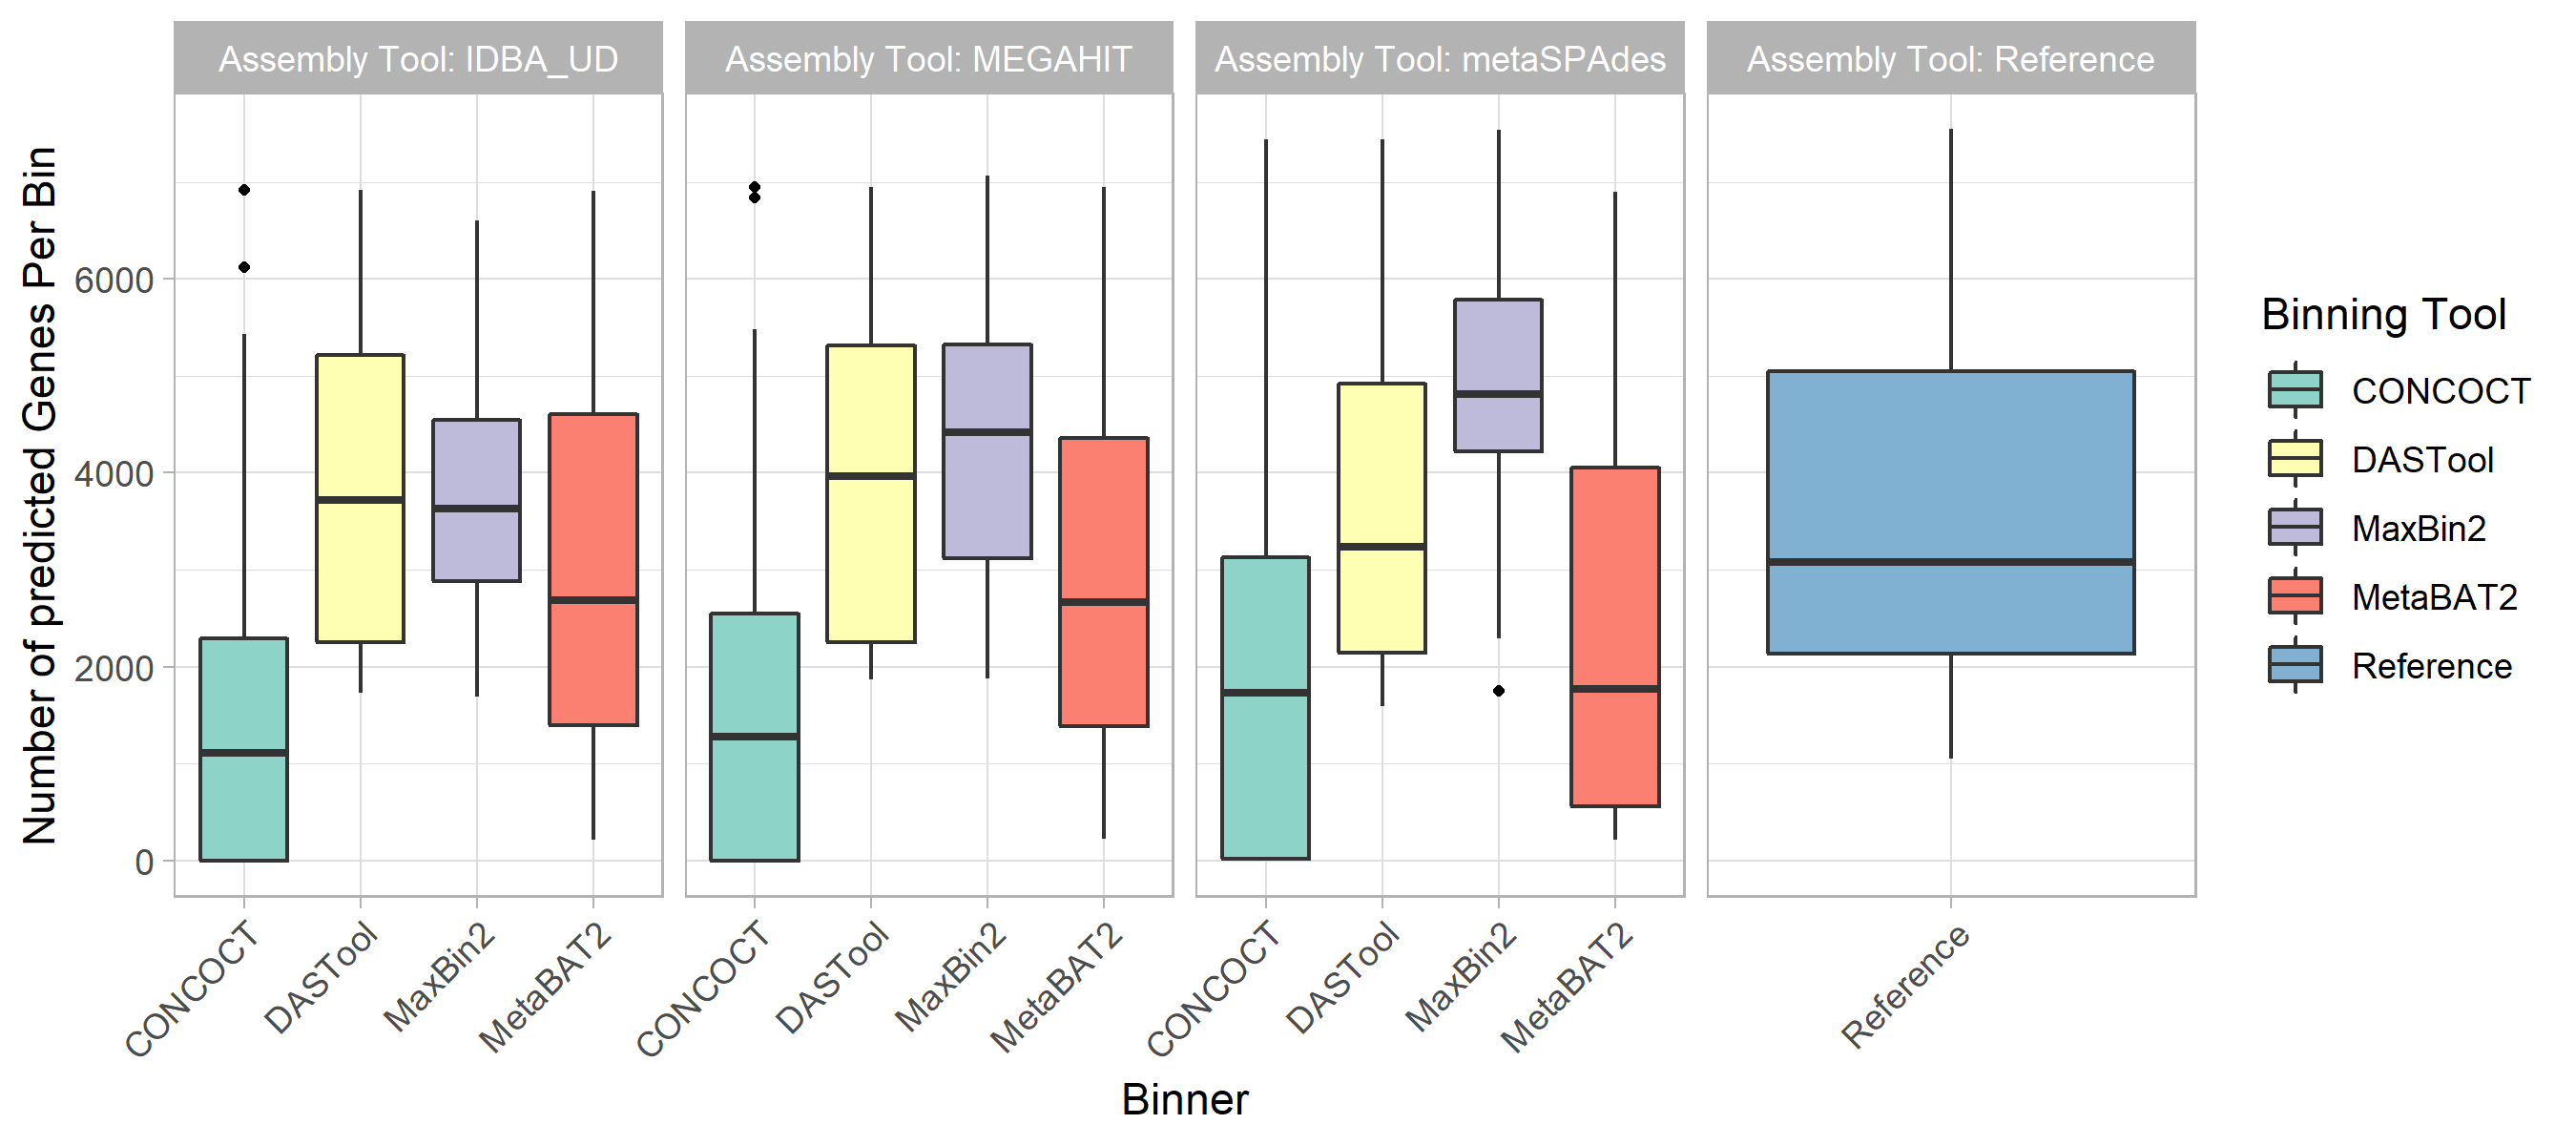 Assembly Tool: IDBA_UD
Assembly Tool: MEGAHIT
Assembly Tool: metaSPAdes
Assembly Tool: Reference
Number of predicted Genes Per Bin
6000
4000
2000
0
CONCOCT
DASTool
MaxBin2
MetaBAT2
CONCOCT
DASTool
MaxBin2
MetaBAT2
CONCOCT
DASTool
MaxBin2
MetaBAT2
Reference
Binner
Binning Tool
CONCOCT
DASTool
MaxBin2
MetaBAT2
Reference